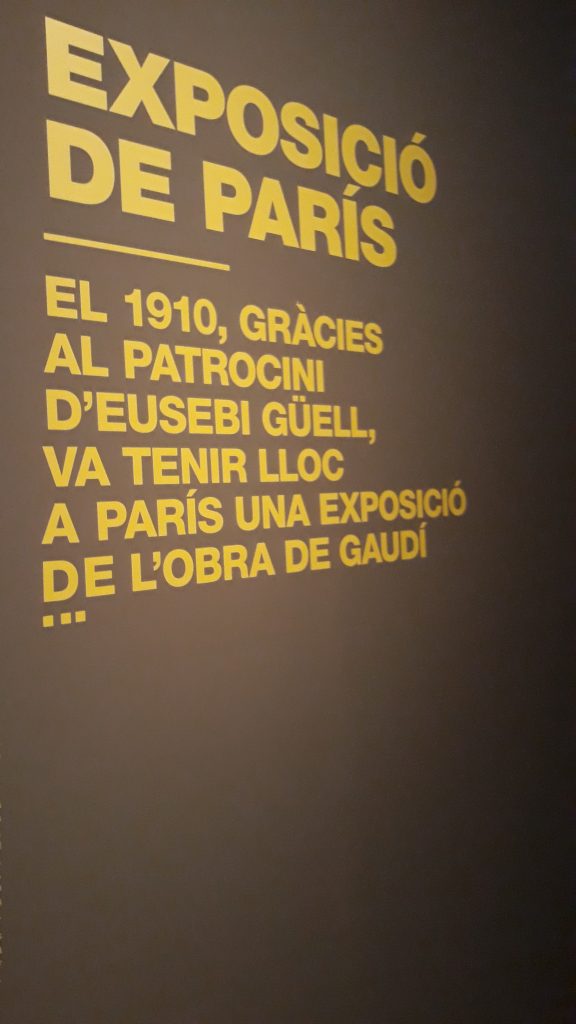 EXPOSICIÓ
DE PARÍS
EL 1910, GRÀCIES
AL PATROCINI
D'EUSEBI GÜELL,
VA TENIR LLOC
A PARÍS UNA EXPOSICIÓ
DE L'OBRA DE GAUDÍ
...